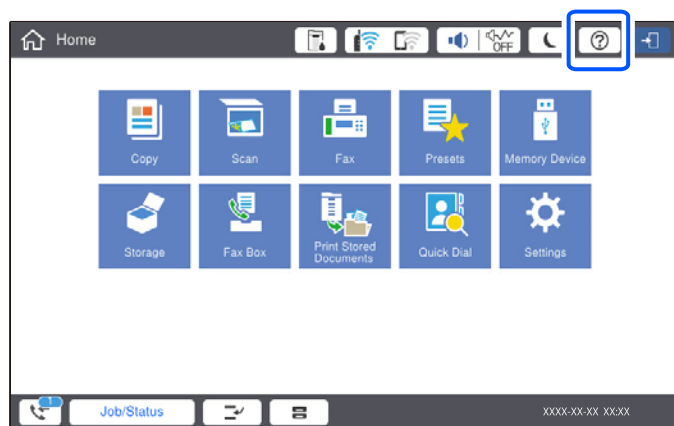 Home
OFF
?
Copy
Scan
Fax
Presets
Memory Device
Storage
Fax Box
Print Stored
Documents
Quick Dial
Settings
1
Job/Status
XXXX-XX-XX XX:XX